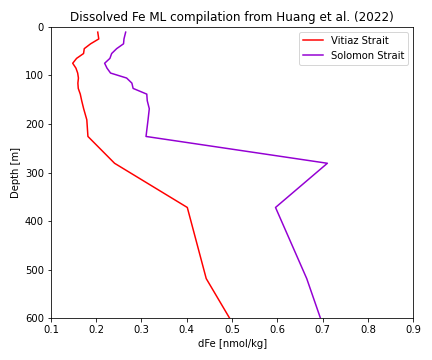 Dissolved Fe ML compilation from Huang et al. (2022)
Vitiaz Strait
Solomon Strait
Depth [m]
0
100
200
300
400
500
600
0.1 0.2 0.3 0.4 0.5 0.6 0.7 0.8 0.9
dFe [nmol/kg]